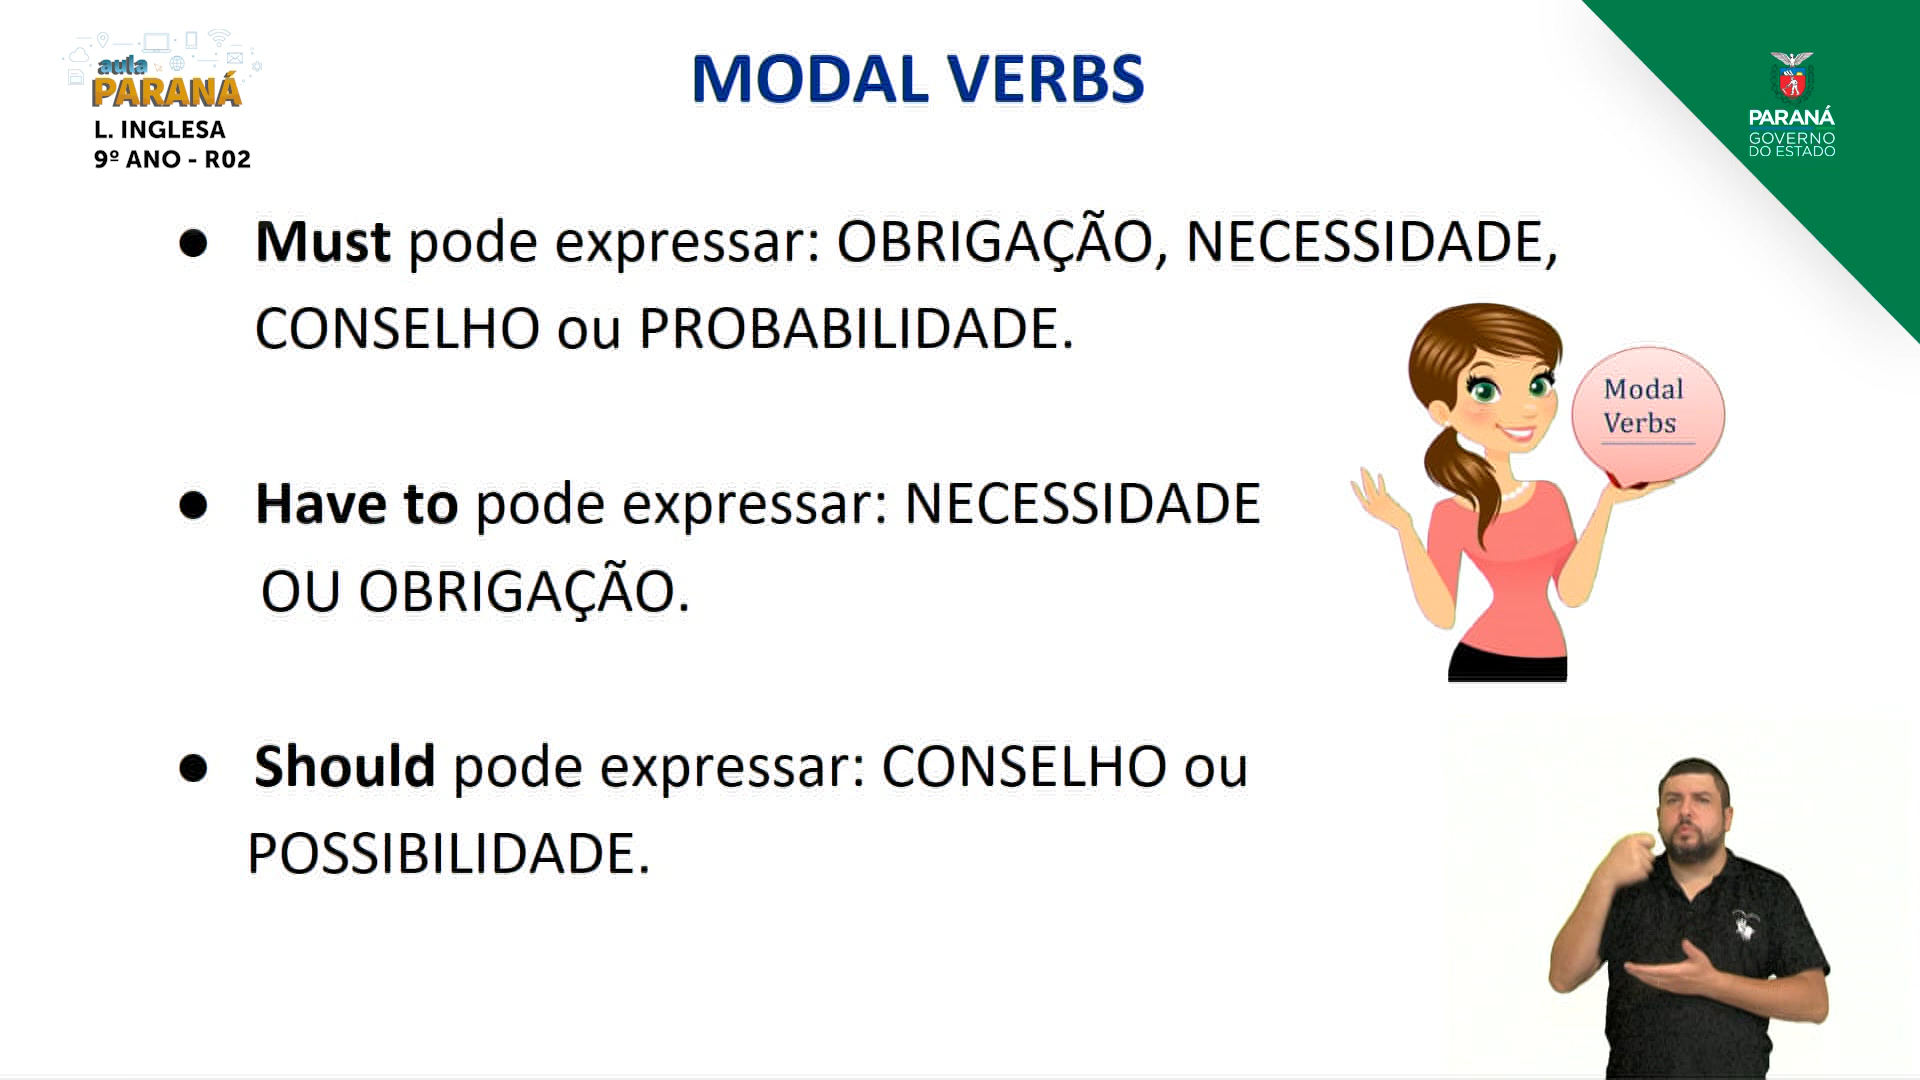 aula
PARANÁ
L. INGLESA
9º ANO - R02
MODAL VERBS
PARANÁ
GOVERNO
DO ESTADO
● Must pode expressar: OBRIGAÇÃO, NECESSIDADE,
CONSELHO ou PROBABILIDADE.
Modal
Verbs
● Have to pode expressar: NECESSIDADE
OU OBRIGAÇÃO.
● Should pode expressar: CONSELHO ou
POSSIBILIDADE.